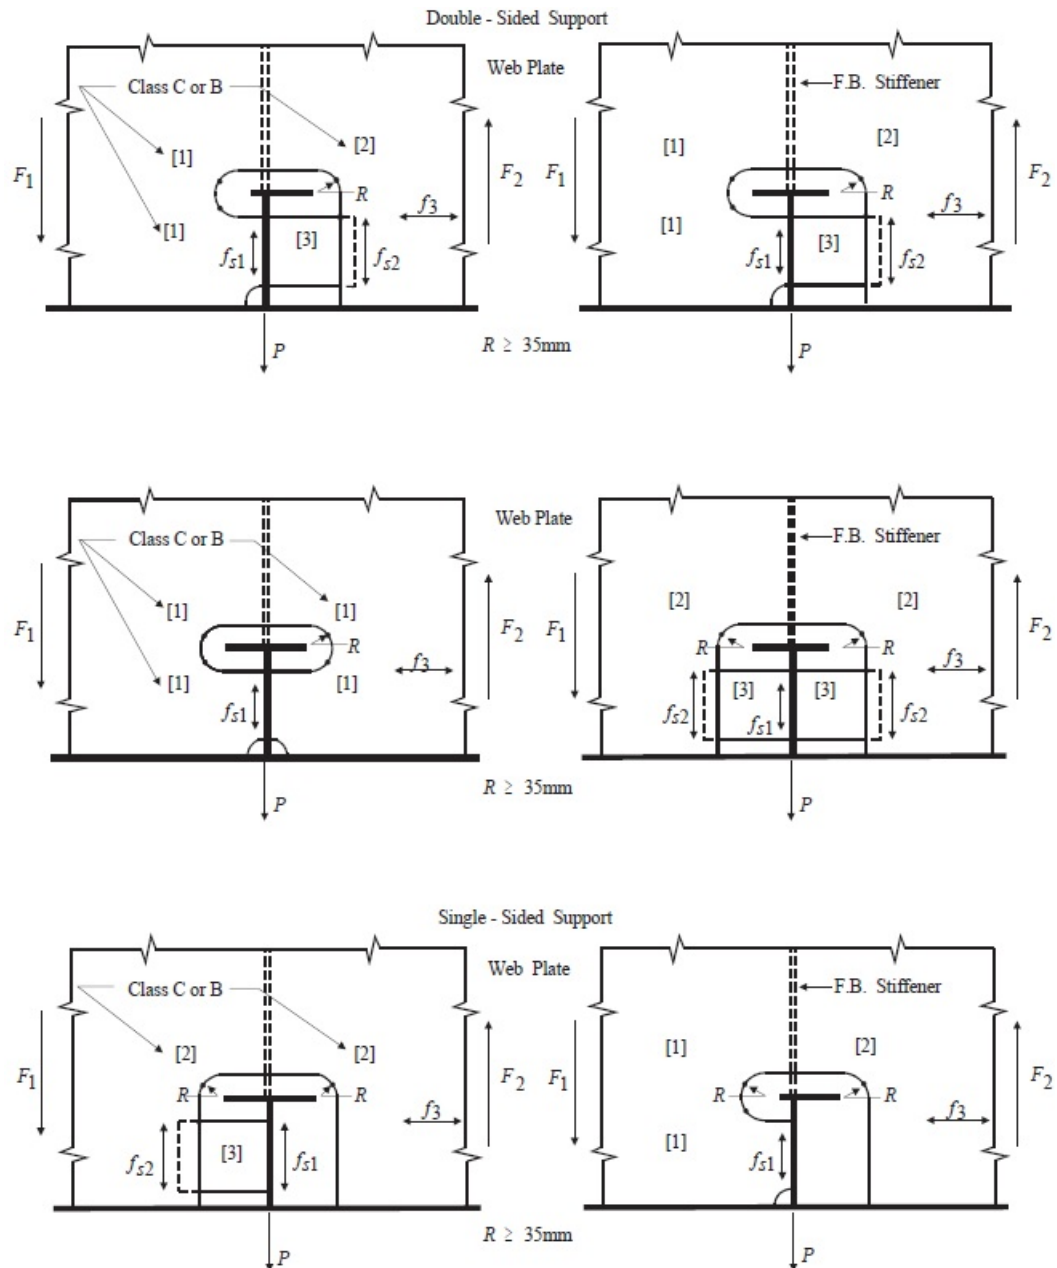 Double - Sided Support
Web Plate
Class C or B
F.B. Stiffener
[1] [2] [1] [2]
F1 F2 F1 F2
R R
f3 f3
[1] [1]
fs1 [3] fs2 fs1 [3] fs2
P R ≥ 35mm P
Web Plate
Class C or B
F.B. Stiffener
[1] [1] [2] [2]
F1 F2 F1 F2
R R R
f3 f3
[1] [1] [3] [3]
fs1 fs2 fs1 fs2
P R ≥ 35mm P
Single - Sided Support
Web Plate
Class C or B
F.B. Stiffener
[2] [2] [1] [2]
F1 F2 F1 F2
R R R R
f3 f3
[1]
fs2 [3] fs1 fs1
R ≥ 35mm
P P